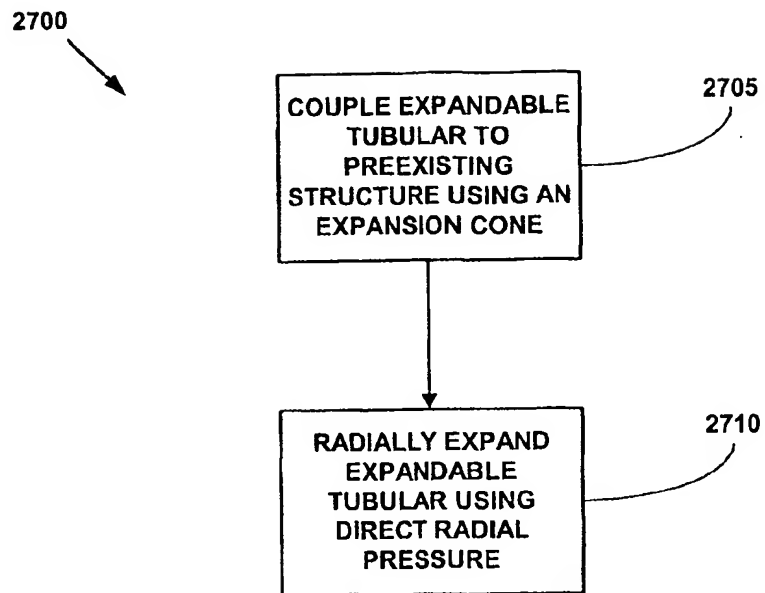 2700
2705
COUPLE EXPANDABLE
TUBULAR TO
PREEXISTING
STRUCTURE USING AN
EXPANSION CONE
2710
RADIALLY EXPAND
EXPANDABLE
TUBULAR USING
DIRECT RADIAL
PRESSURE